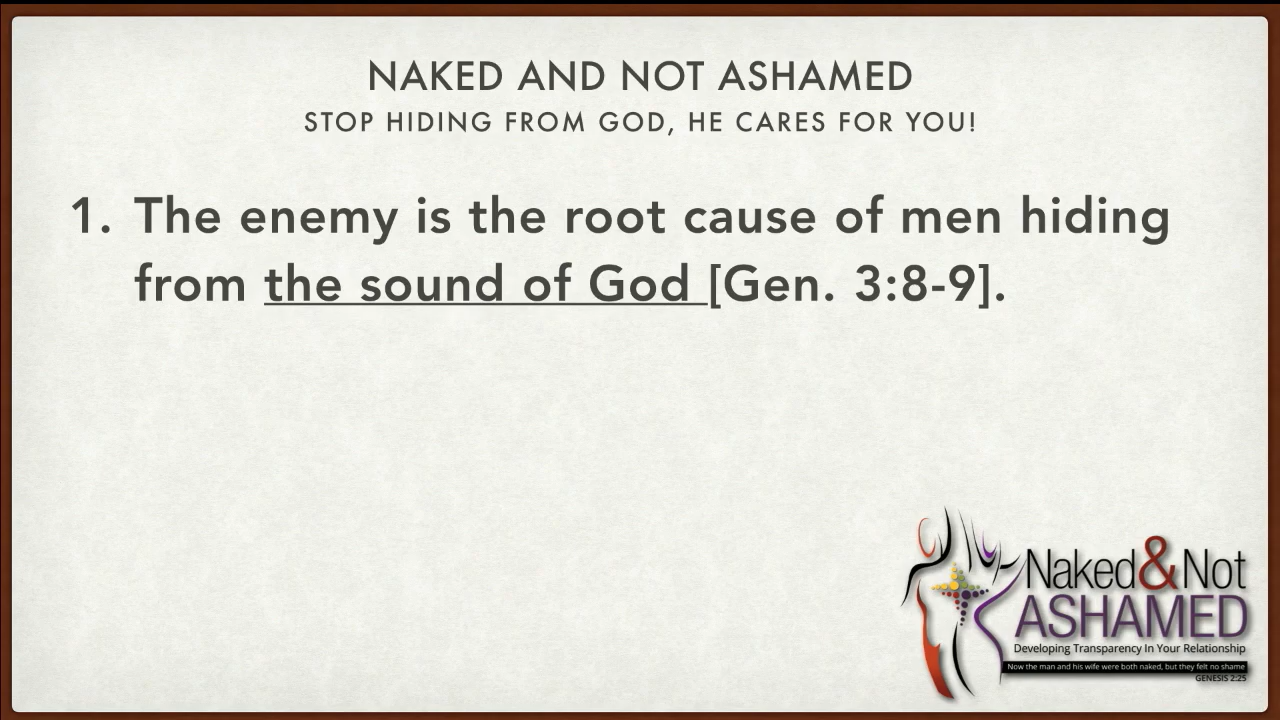 NAKED AND NOT ASHAMED
STOP HIDING FROM GOD, HE CARES FOR YOU!
1. The enemy is the root cause of men hiding
from the sound of God [Gen. 3:8-9].
Naked & Not
ASHAMED
Developing Transparency In Your Relationship
Now the man and his wife were both naked, but they felt no shame
GENESIS 2:25